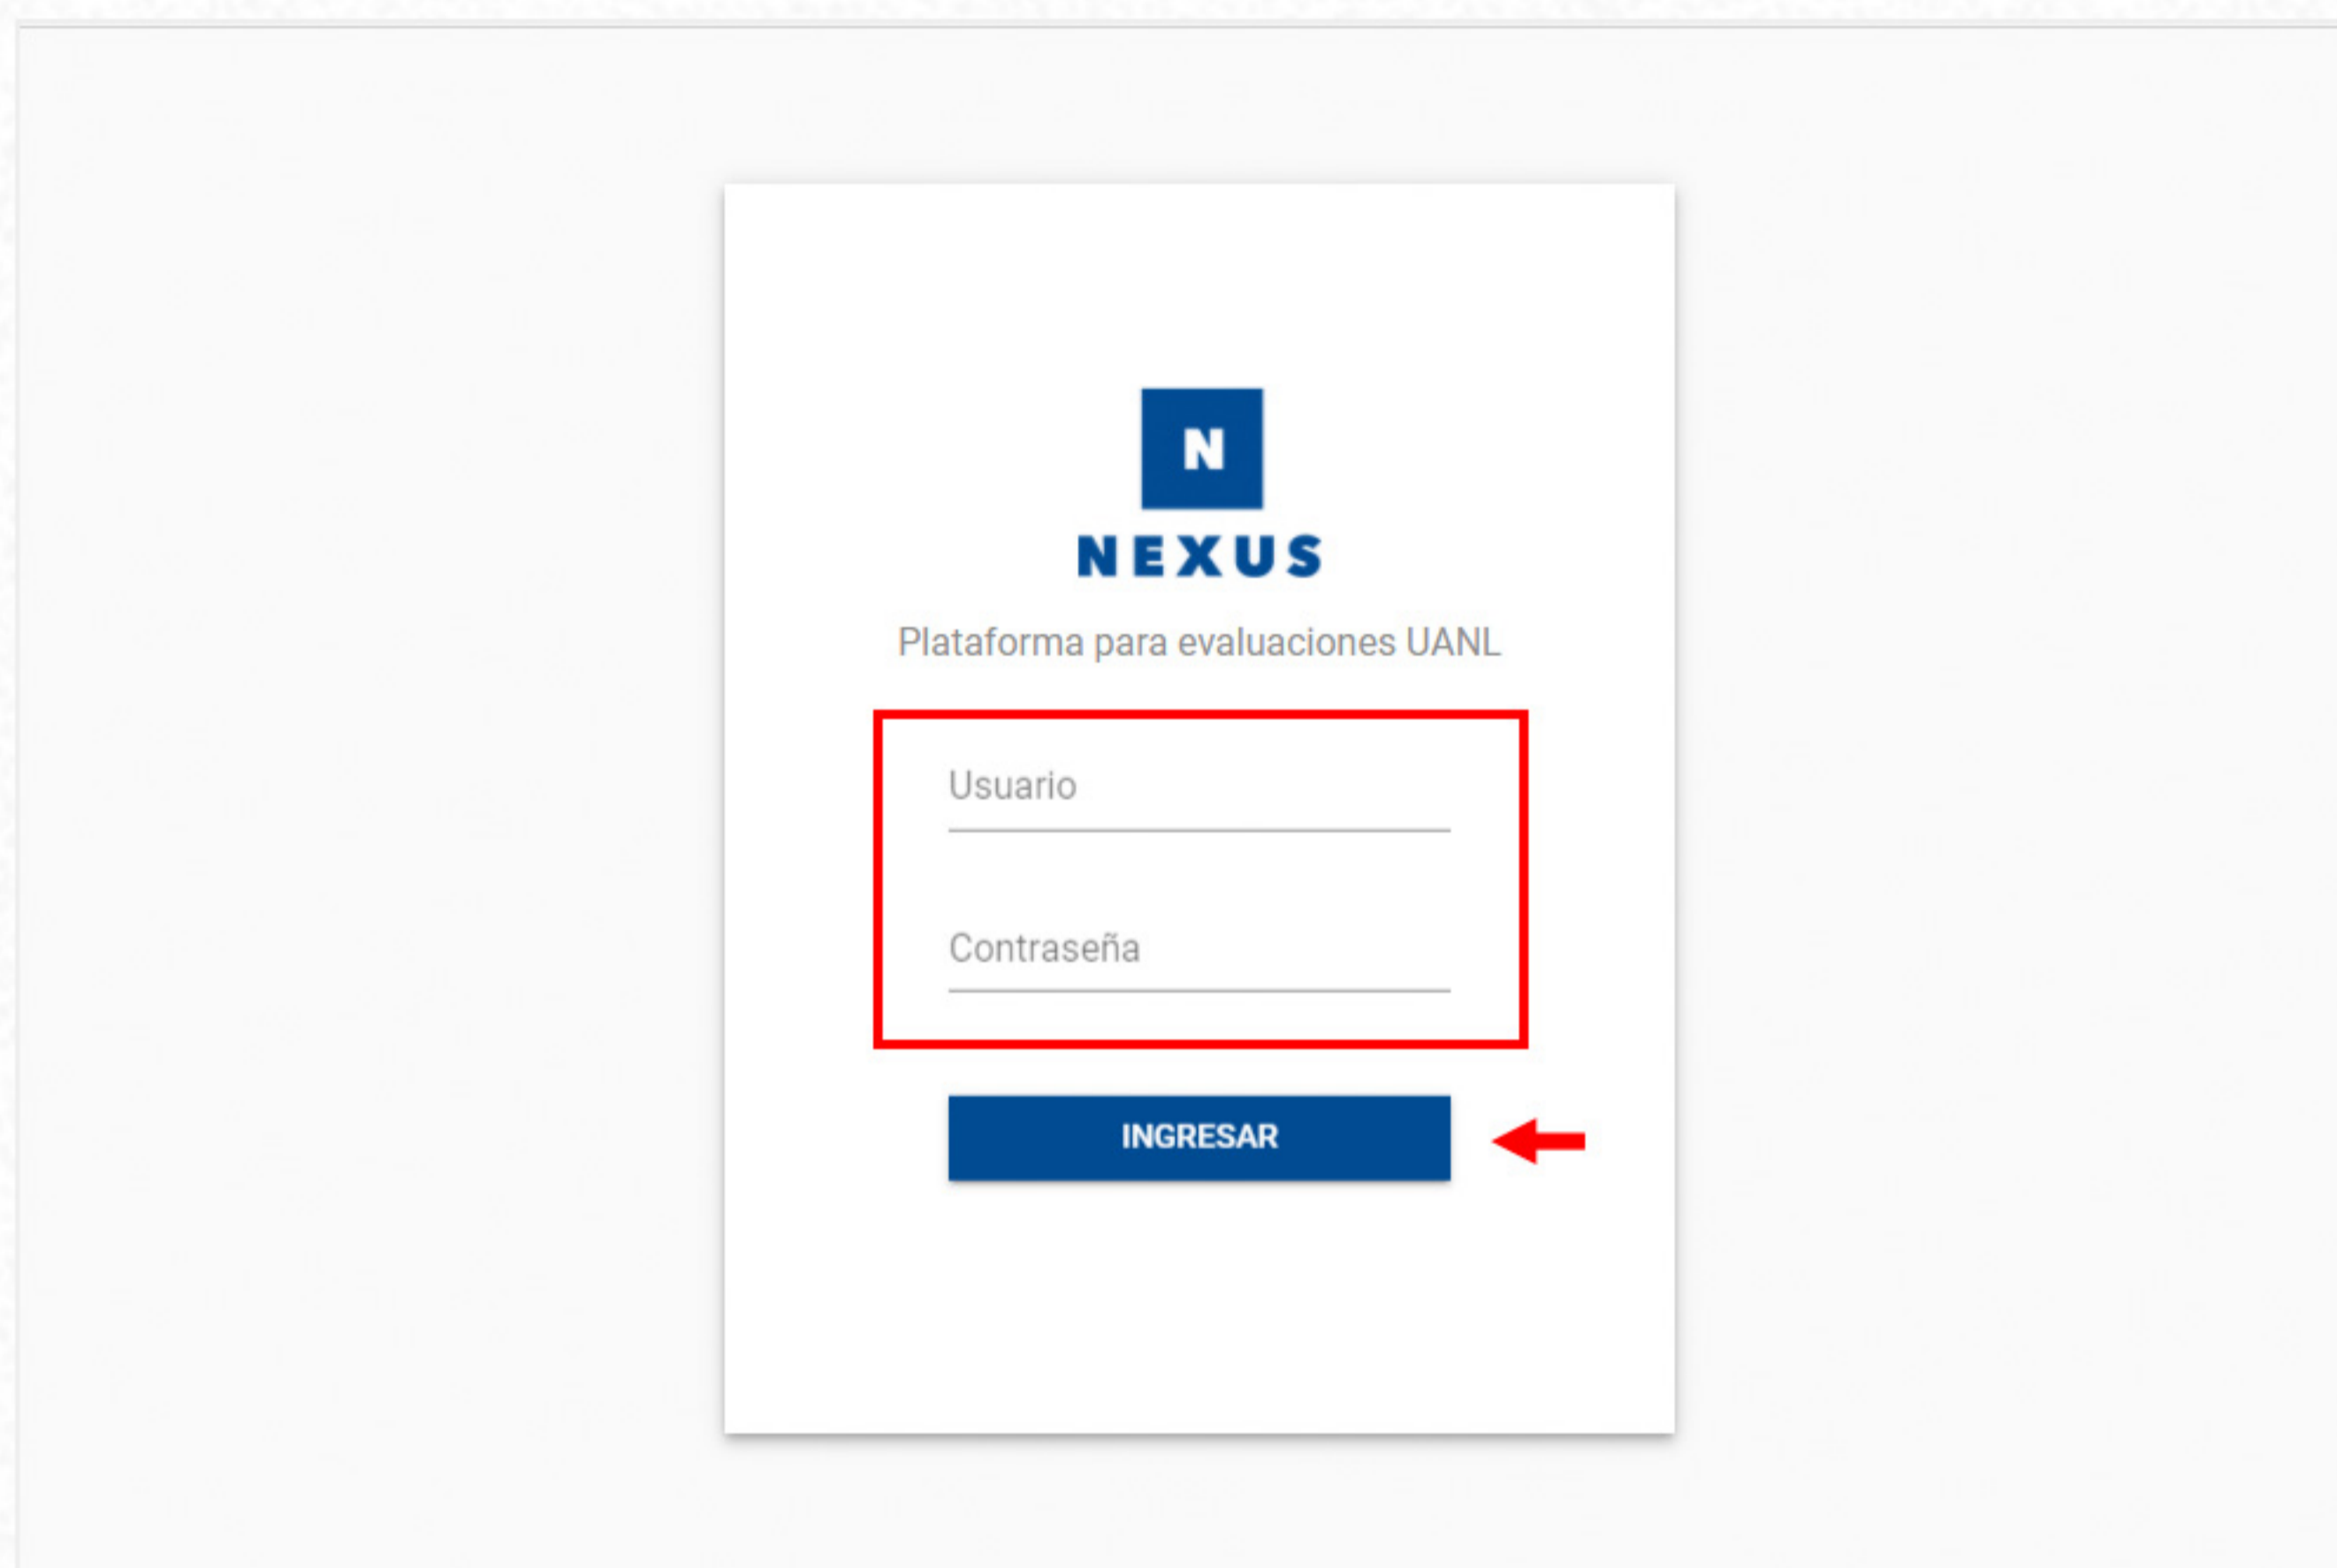 N
NEXUS
Plataforma para evaluaciones UANL
Usuario
Contraseña
INGRESAR